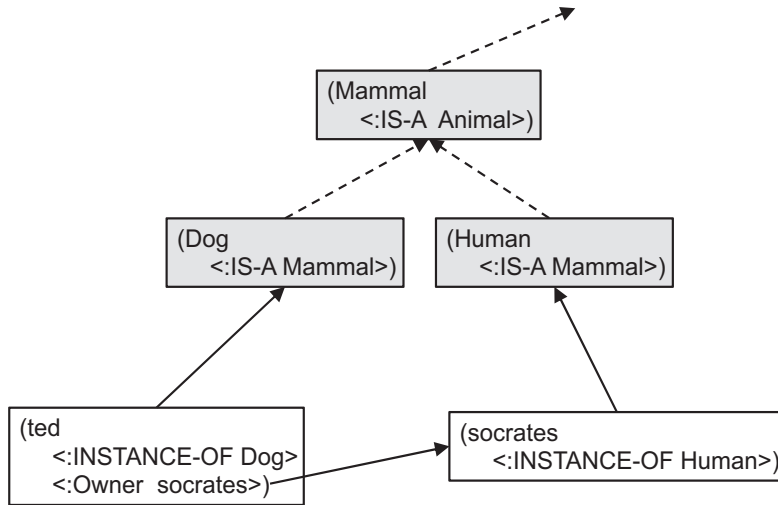 (Mammal
<:IS-A Animal>)
(Dog
<:IS-A Mammal>)
(Human
<:IS-A Mammal>)
(ted
<:INSTANCE-OF Dog>
<:Owner socrates>)
(socrates
<:INSTANCE-OF Human>)